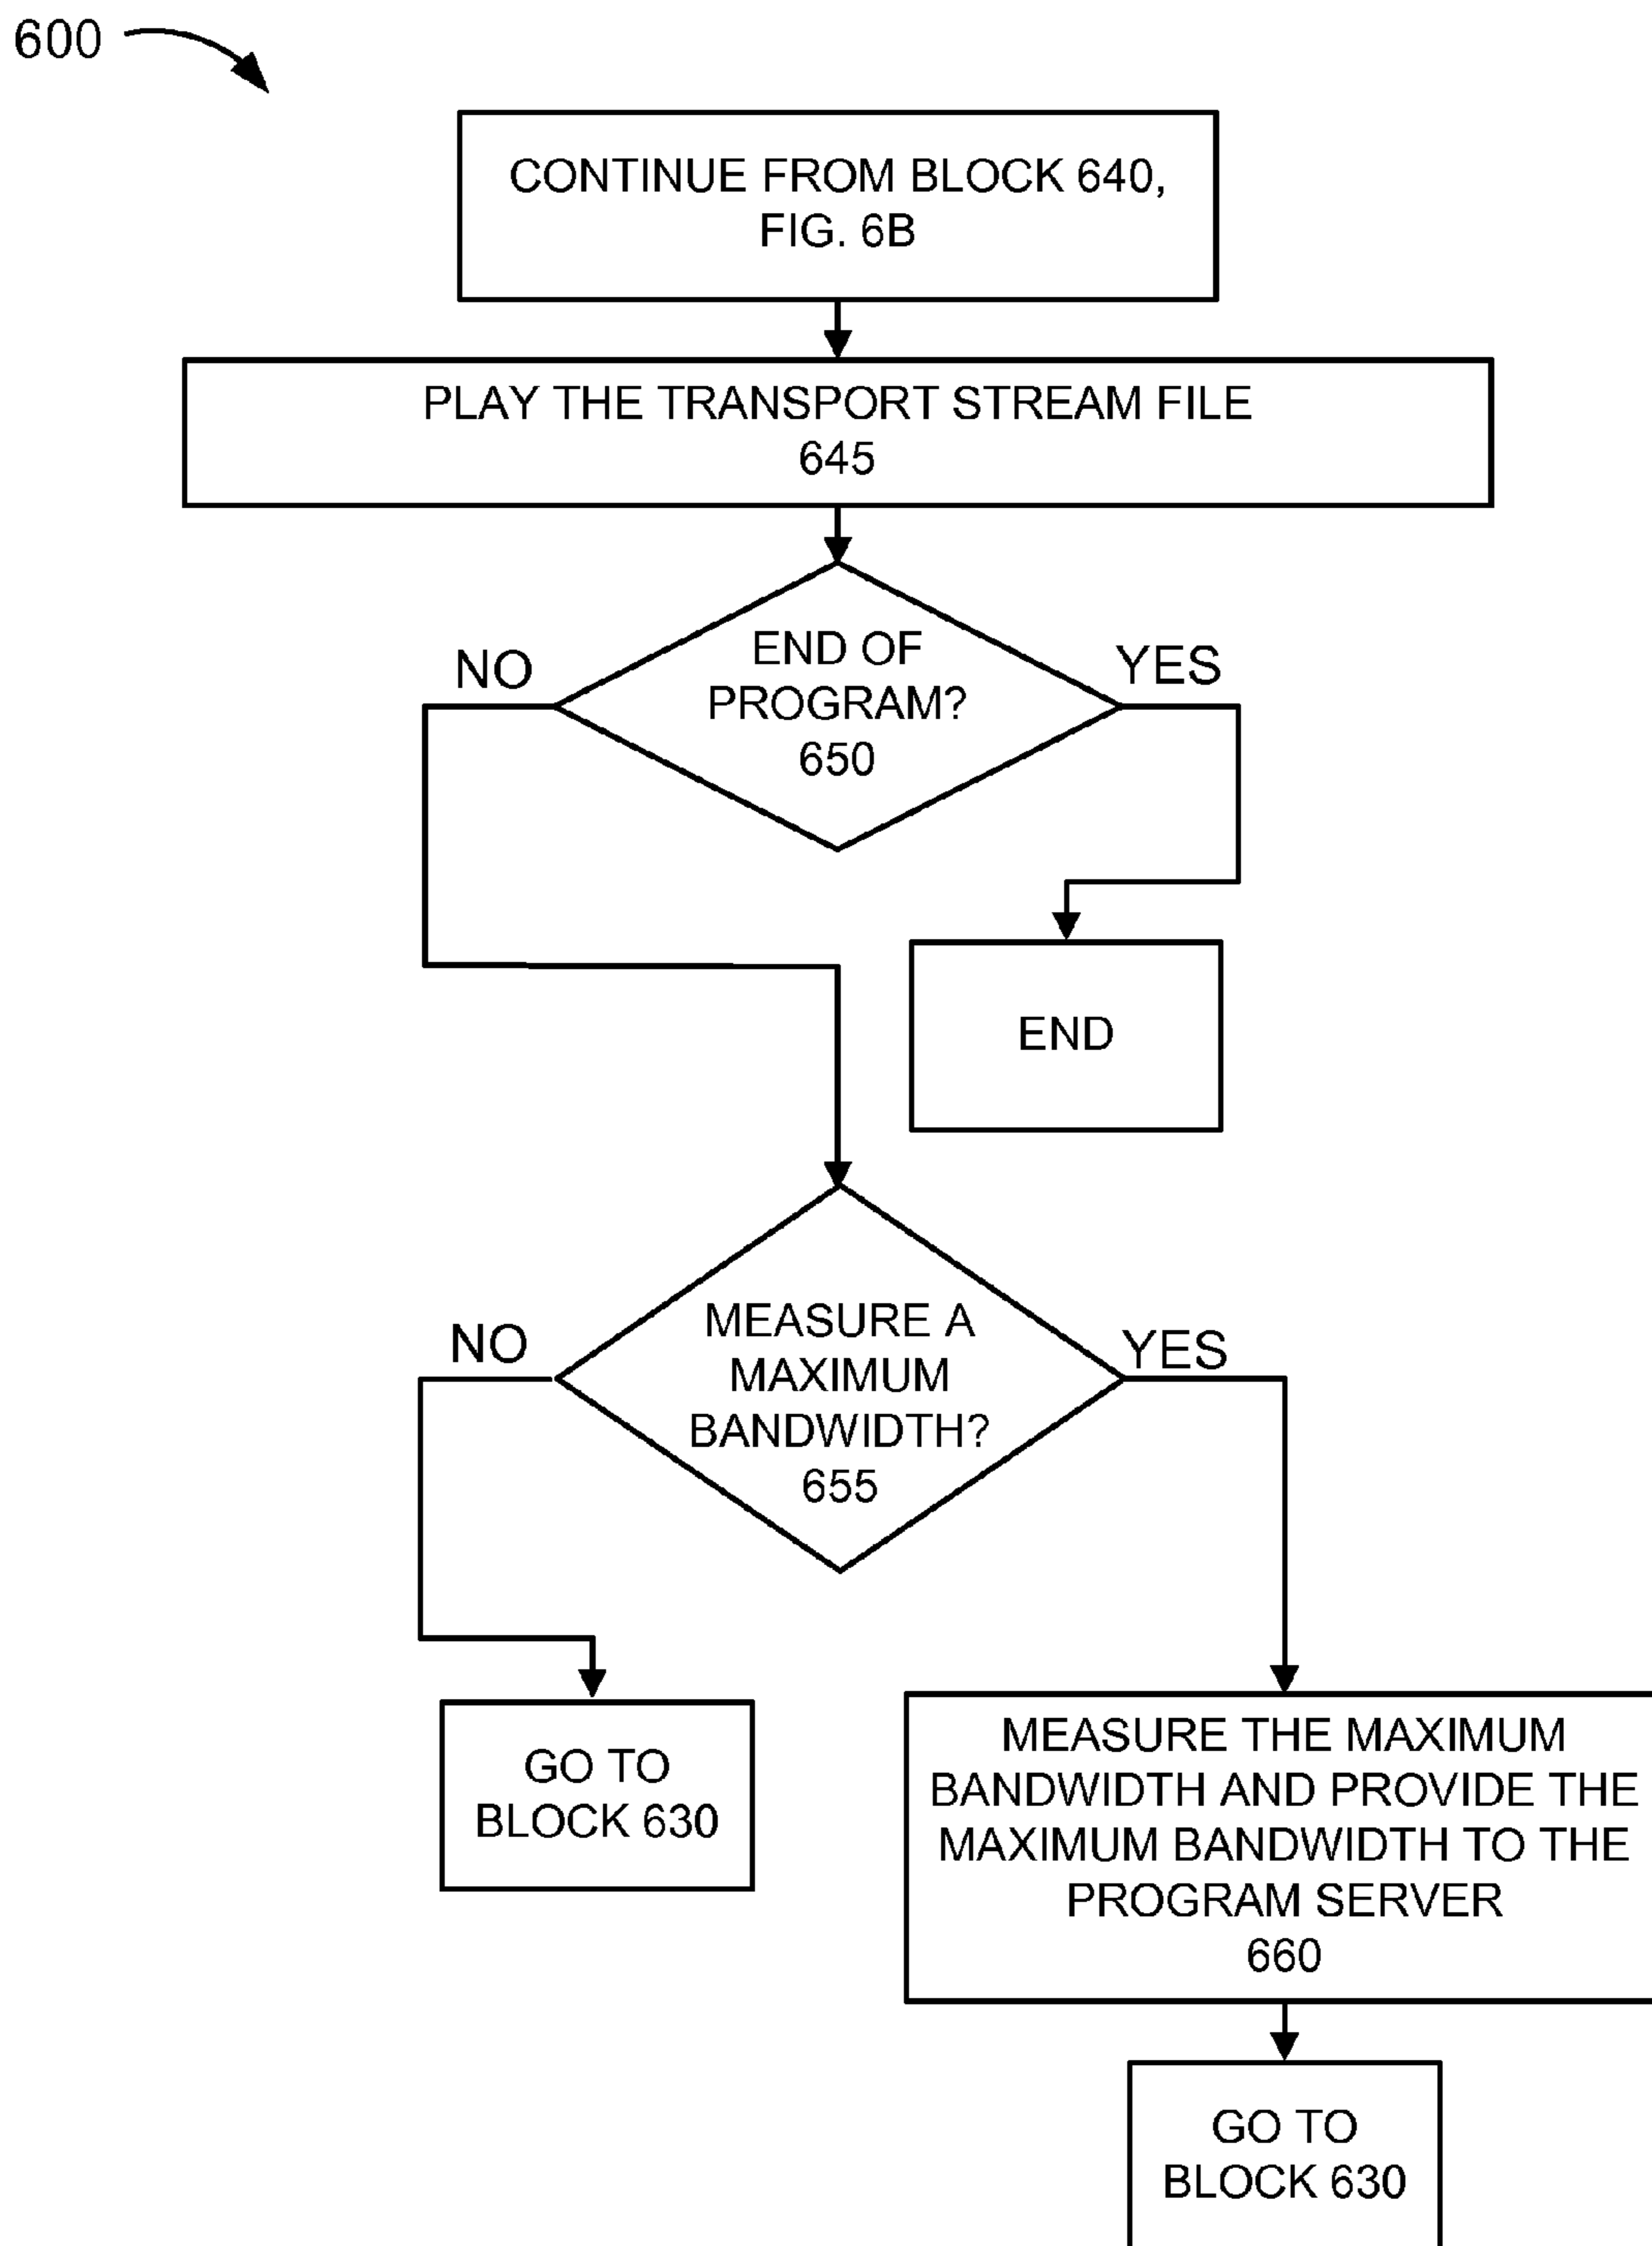 600
CONTINUE FROM BLOCK 640,
FIG. 6B
PLAY THE TRANSPORT STREAM FILE
645
NO
END OF
PROGRAM?
650
YES
END
NO
MEASURE A
MAXIMUM
BANDWIDTH?
655
YES
GO TO
BLOCK 630
MEASURE THE MAXIMUM
BANDWIDTH AND PROVIDE THE
MAXIMUM BANDWIDTH TO THE
PROGRAM SERVER
660
GO TO
BLOCK 630